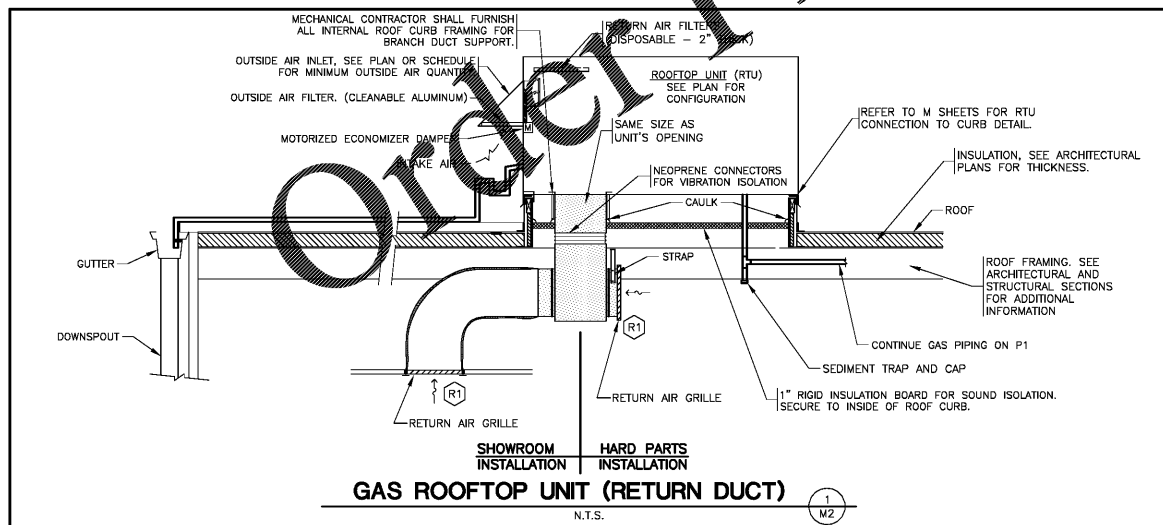 MECHANICAL CONTRACTOR SHALL FURNISH
ALL INTERNAL ROOF CURB FRAMING FOR
BRANCH DUCT SUPPORT.
OUTSIDE AIR INLET, SEE PLAN OR SCHEDULE
FOR MINIMUM OUTSIDE AIR QUANTITY
OUTSIDE AIR FILTER. (CLEANABLE ALUMINUM)
MOTORIZED ECONOMIZER DAMPER
INTAKE AIR
M
RETURN AIR FILTERS
(DISPOSABLE - 2" THICK)
ROOFTOP UNIT (RTU)
SEE PLAN FOR
CONFIGURATION
SAME SIZE AS
UNIT'S OPENING
NEOPRENE CONNECTORS
FOR VIBRATION ISOLATION
CAULK
REFER TO M SHEETS FOR RTU
CONNECTION TO CURB DETAIL.
INSULATION, SEE ARCHITECTURAL
PLANS FOR THICKNESS.
ROOF
GUTTER
STRAP
ROOF FRAMING. SEE
ARCHITECTURAL AND
STRUCTURAL SECTIONS
FOR ADDITIONAL
INFORMATION
R1
DOWNSPOUT
CONTINUE GAS PIPING ON P1
SEDIMENT TRAP AND CAP
R1
RETURN AIR GRILLE
1" RIGID INSULATION BOARD FOR SOUND ISOLATION.
SECURE TO INSIDE OF ROOF CURB.
RETURN AIR GRILLE
SHOWROOM
INSTALLATION
HARD PARTS
INSTALLATION
GAS ROOFTOP UNIT (RETURN DUCT)
N.T.S.
1
M2
Order